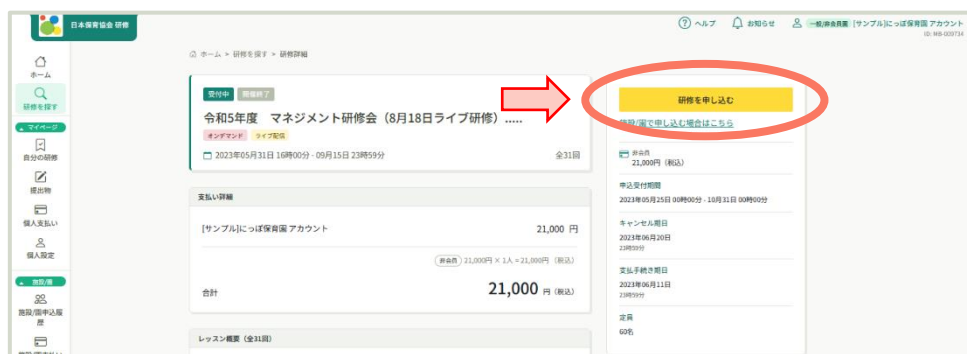 日本保育協会 研修
ヘルプ
お知らせ
一般/非会員園 [サンプル]にっぽ保育園 アカウント
ID: MB-009734
ホーム
研修を探す
マイページ
自分の研修
提出物
個人支払い
個人設定
施設/園
施設/園申込履歴
施設/園支払い
ホーム > 研修を探す > 研修詳細
受付中 開催終了
令和5年度 マネジメント研修会（8月18日ライブ研修）.....
オンデマンド ライブ配信
2023年05月31日 16時00分 - 09月15日 23時59分 全31回
支払い詳細
[サンプル]にっぽ保育園 アカウント 21,000 円
非会員 21,000円 × 1人 = 21,000円 （税込）
合計 21,000 円（税込）
レッスン概要（全31回）
研修を申し込む
施設/園で申し込む場合はこちら
非会員
21,000円（税込）
申込受付期間
2023年05月25日 00時00分 - 10月31日 00時00分
キャンセル期日
2023年06月20日
23時59分
支払手続き期日
2023年06月11日
23時59分
定員
60名